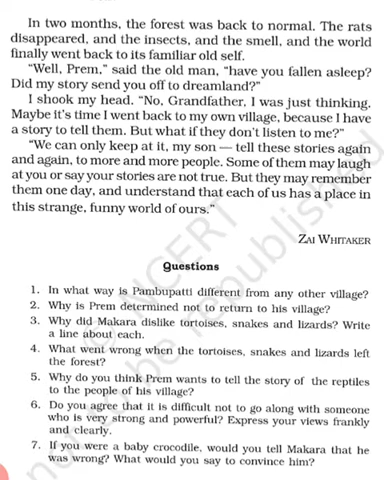 In two months, the forest was back to normal. The rats
disappeared, and the insects, and the smell, and the world
finally went back to its familiar old self.
“Well, Prem,” said the old man, “have you fallen asleep?
Did my story send you off to dreamland?”
I shook my head. “No, Grandfather, I was just thinking.
Maybe it's time I went back to my own village, because I have
a story to tell them. But what if they don't listen to me?”
“We can only keep at it, my son — tell these stories again
and again, to more and more people. Some of them may laugh
at you or say your stories are not true. But they may remember
them one day, and understand that each of us has a place in
this strange, funny world of ours.”
ZAI WHITAKER
Questions
1. In what way is Pambupatti different from any other village?
2. Why is Prem determined not to return to his village?
3. Why did Makara dislike tortoises, snakes and lizards? Write
a line about each.
4. What went wrong when the tortoises, snakes and lizards left
the forest?
5. Why do you think Prem wants to tell the story of the reptiles
to the people of his village?
6. Do you agree that it is difficult not to go along with someone
who is very strong and powerful? Express your views frankly
and clearly.
7. If you were a baby crocodile, would you tell Makara that he
was wrong? What would you say to convince him?
© NCERT
not to be republished